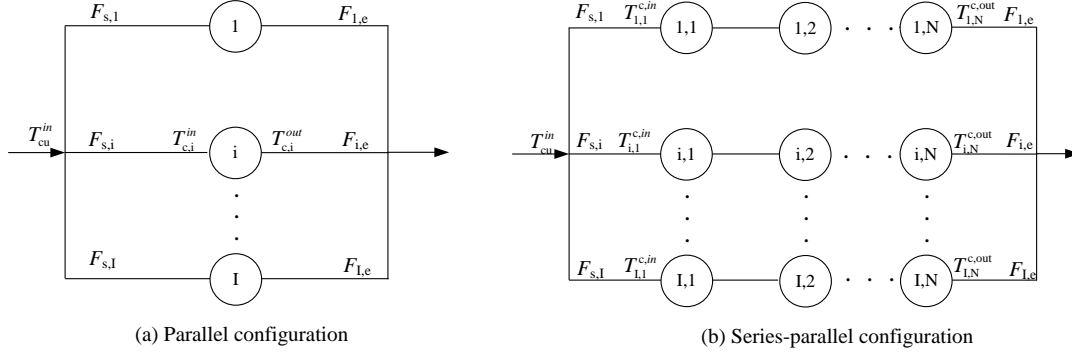 F_{s,1} 1 F_{1,e}
T_{cu}^{in} F_{s,i} T_{c,i}^{in} i T_{c,i}^{out} F_{i,e}
F_{s,I} I F_{I,e}
(a) Parallel configuration
F_{s,1} T_{1,1}^{c,in} 1,1 1,2 · · · 1,N T_{1,N}^{c,out} F_{1,e}
T_{cu}^{in} F_{s,i} T_{i,1}^{c,in} i,1 i,2 · · · i,N T_{i,N}^{c,out} F_{i,e}
F_{s,I} T_{I,1}^{c,in} I,1 I,2 · · · I,N T_{I,N}^{c,out} F_{I,e}
(b) Series-parallel configuration